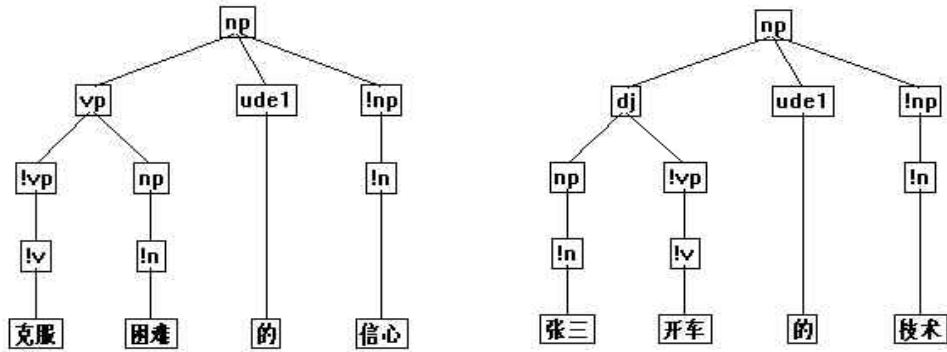 np np
vp ude1 !np dj ude1 !np
!vp np !n np !vp !n
!v !n !n !v
克服 困难 的 信心 张三 开车 的 技术